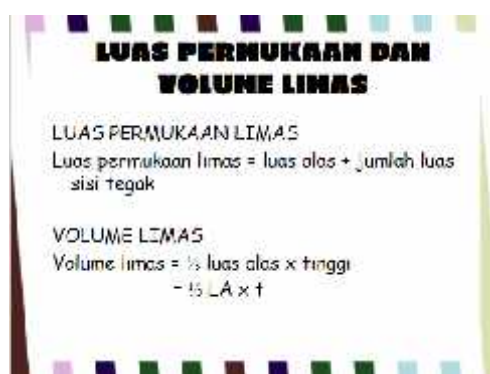 LUAS PERMUKAAN DAN
VOLUME LIMAS
LUAS PERMUKAAN LIMAS
Luas permukaan limas = luas alas + jumlah luas
sisi tegak
VOLUME LIMAS
Volume limas = ⅓ luas alas x tinggi
= ⅓ LA x t